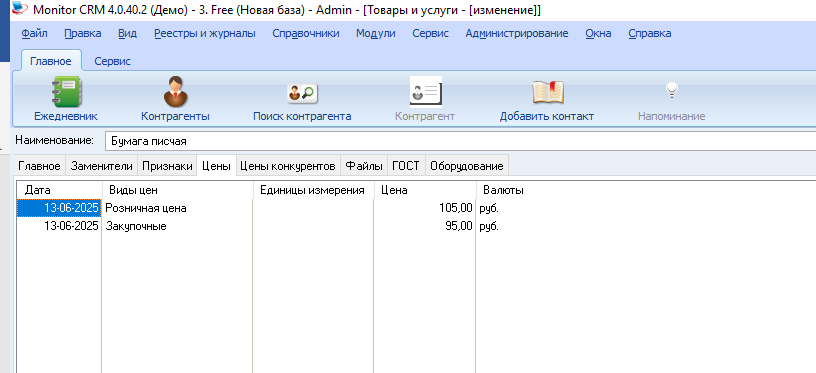 Monitor CRM 4.0.40.2 (Демо) - 3. Free (Новая база) - Admin - [Товары и услуги - [изменение]]
Файл Правка Вид Реестры и журналы Справочники Модули Сервис Администрирование Окна Справка
Главное Сервис
Ежедневник Контрагенты Поиск контрагента Контрагент Добавить контакт Напоминание
Наименование: Бумага писчая
Главное Заменители Признаки Цены Цены конкурентов Файлы ГОСТ Оборудование
Дата Виды цен Единицы измерения Цена Валюты
13-06-2025 Розничная цена 105,00 руб.
13-06-2025 Закупочные 95,00 руб.